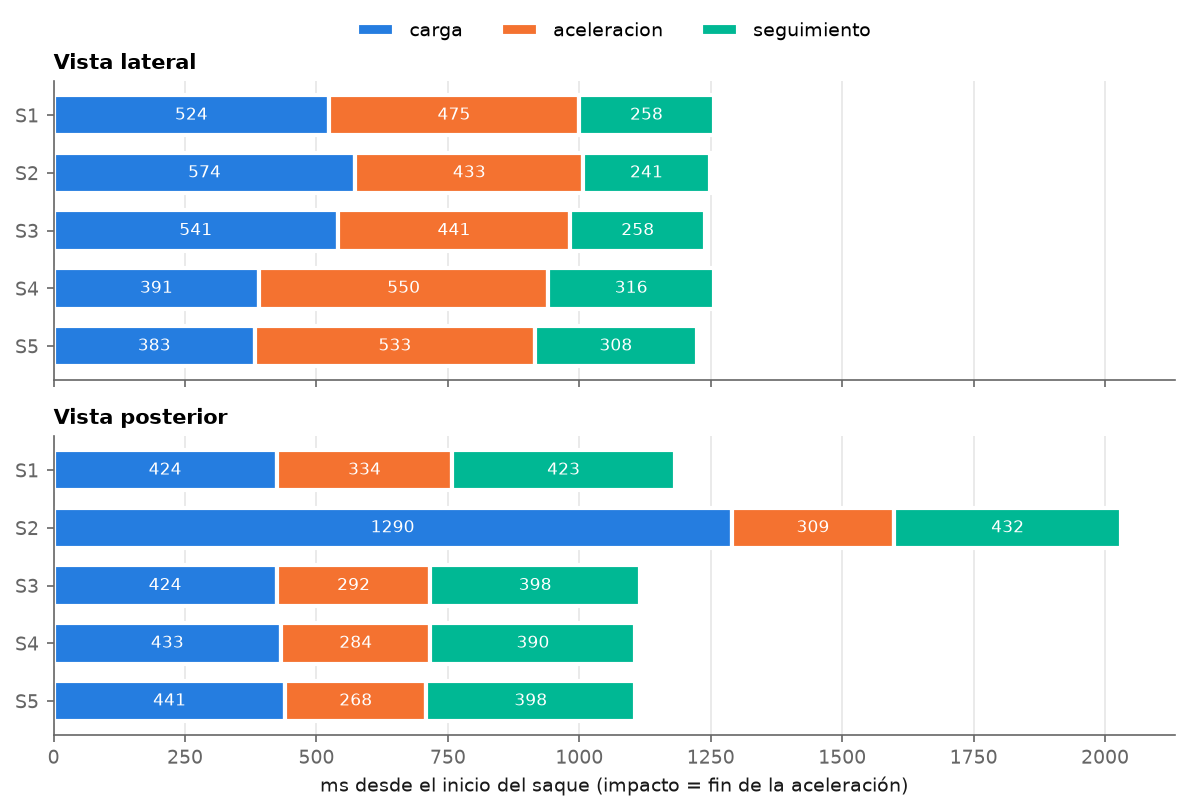 carga aceleracion seguimiento
Vista lateral
S1 524 475 258
S2 574 433 241
S3 541 441 258
S4 391 550 316
S5 383 533 308
Vista posterior
S1 424 334 423
S2 1290 309 432
S3 424 292 398
S4 433 284 390
S5 441 268 398
0 250 500 750 1000 1250 1500 1750 2000
ms desde el inicio del saque (impacto = fin de la aceleración)